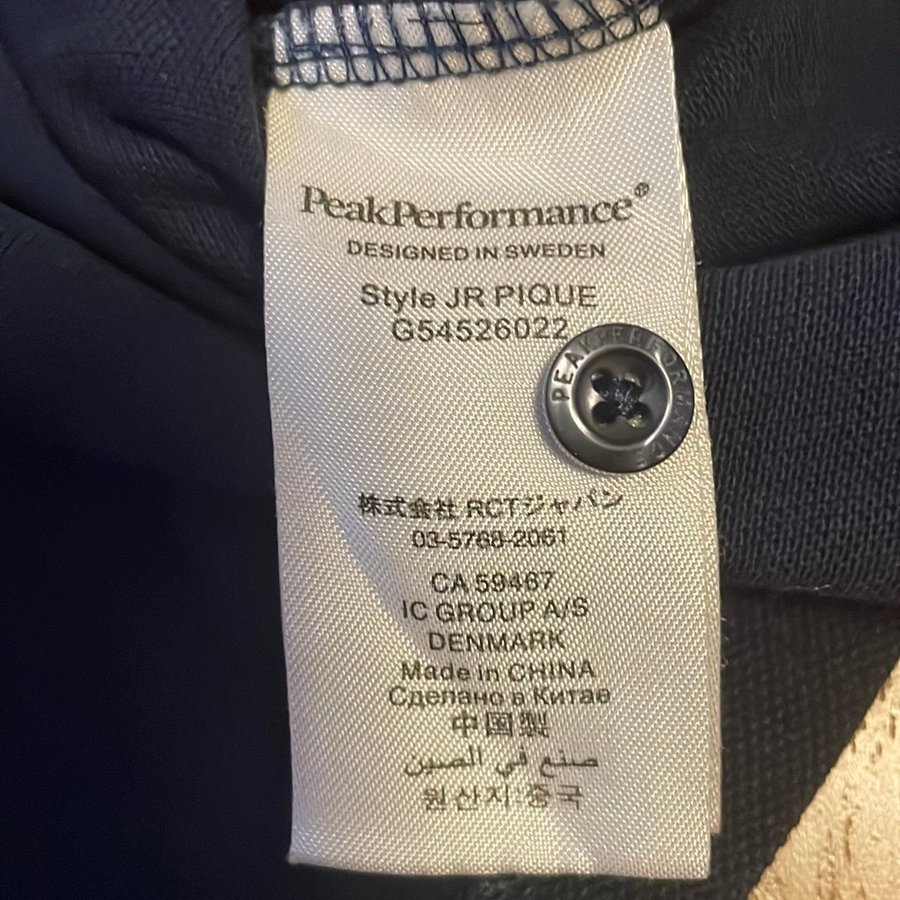 PeakPerformance®
DESIGNED IN SWEDEN
Style JR PIQUE
G54526022
PEAK PERFORMANCE
株式会社 RCTジャパン
03-5768-2061
CA 59467
IC GROUP A/S
DENMARK
Made in CHINA
Сделано в Китае
中国製
صنع في الصين
원산지:중국